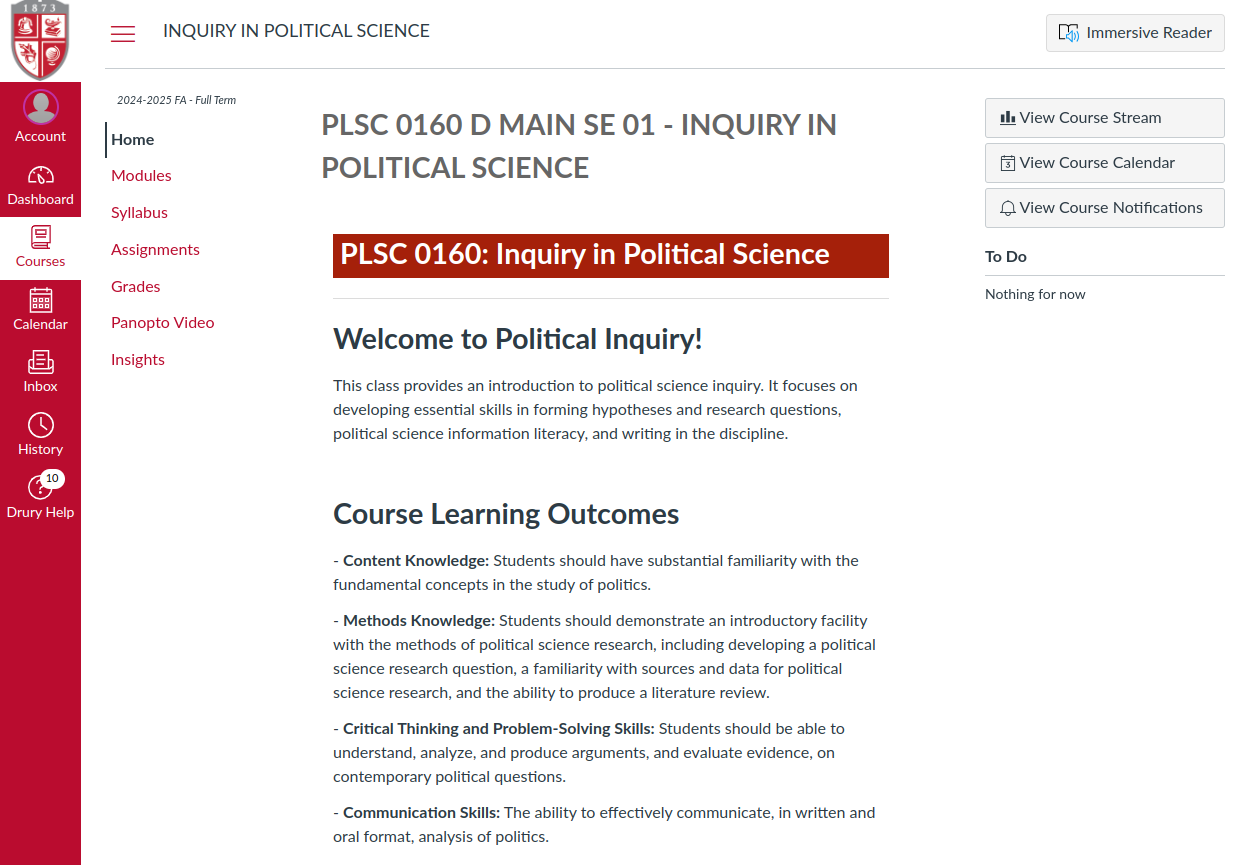 1873
INQUIRY IN POLITICAL SCIENCE
Immersive Reader
Account
Dashboard
Courses
Calendar
Inbox
History
10
Drury Help
2024-2025 FA - Full Term
Home
Modules
Syllabus
Assignments
Grades
Panopto Video
Insights
PLSC 0160 D MAIN SE 01 - INQUIRY IN
POLITICAL SCIENCE
PLSC 0160: Inquiry in Political Science
Welcome to Political Inquiry!
This class provides an introduction to political science inquiry. It focuses on
developing essential skills in forming hypotheses and research questions,
political science information literacy, and writing in the discipline.
Course Learning Outcomes
- Content Knowledge: Students should have substantial familiarity with the
fundamental concepts in the study of politics.
- Methods Knowledge: Students should demonstrate an introductory facility
with the methods of political science research, including developing a political
science research question, a familiarity with sources and data for political
science research, and the ability to produce a literature review.
- Critical Thinking and Problem-Solving Skills: Students should be able to
understand, analyze, and produce arguments, and evaluate evidence, on
contemporary political questions.
- Communication Skills: The ability to effectively communicate, in written and
oral format, analysis of politics.
View Course Stream
3
View Course Calendar
View Course Notifications
To Do
Nothing for now